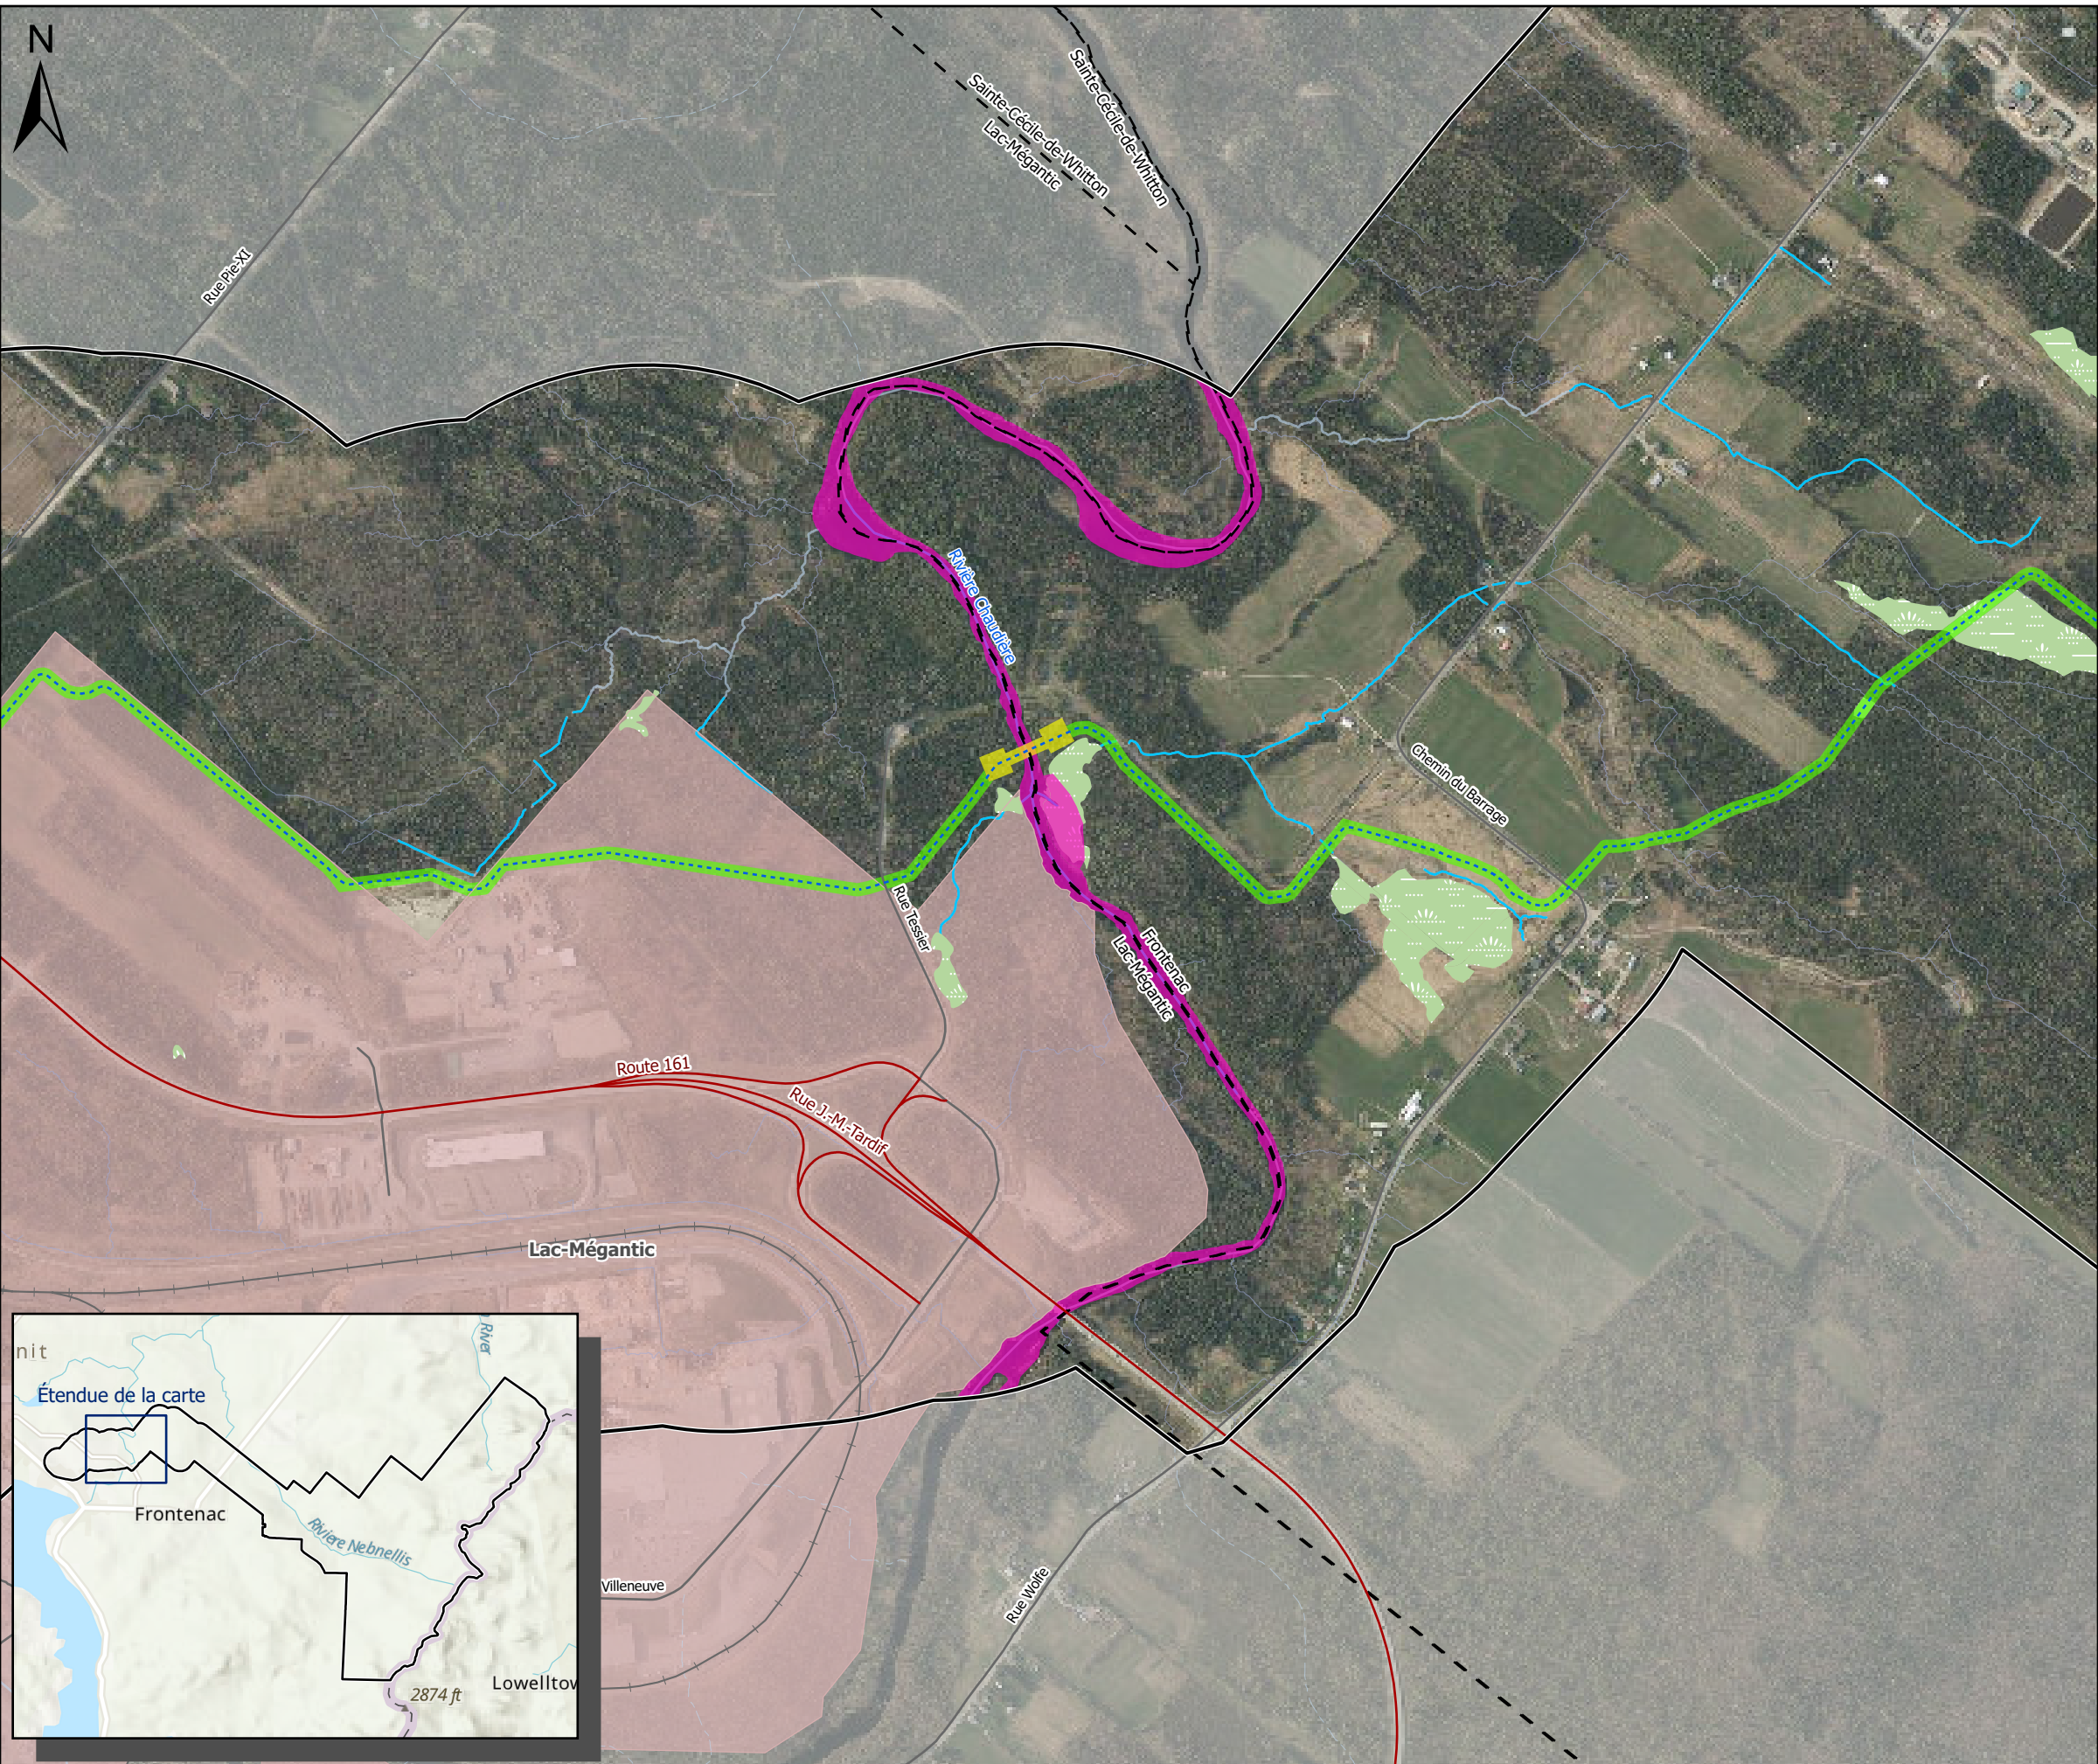 N
Sainte-Cécile-de-Whitton
Sainte-Cécile-de-Whitton
Lac-Mégantic
Rue Pie-XI
Rivière Chaudière
Chemin du Barrage
Rue Tessier
Frontenac
Lac-Mégantic
Route 161
Rue J.-M.-Tardif
Lac-Mégantic
Villeneuve
Rue Wolfe
nit
River
Étendue de la carte
Frontenac
Riviere Nebnellis
Lowelltow
2874 ft